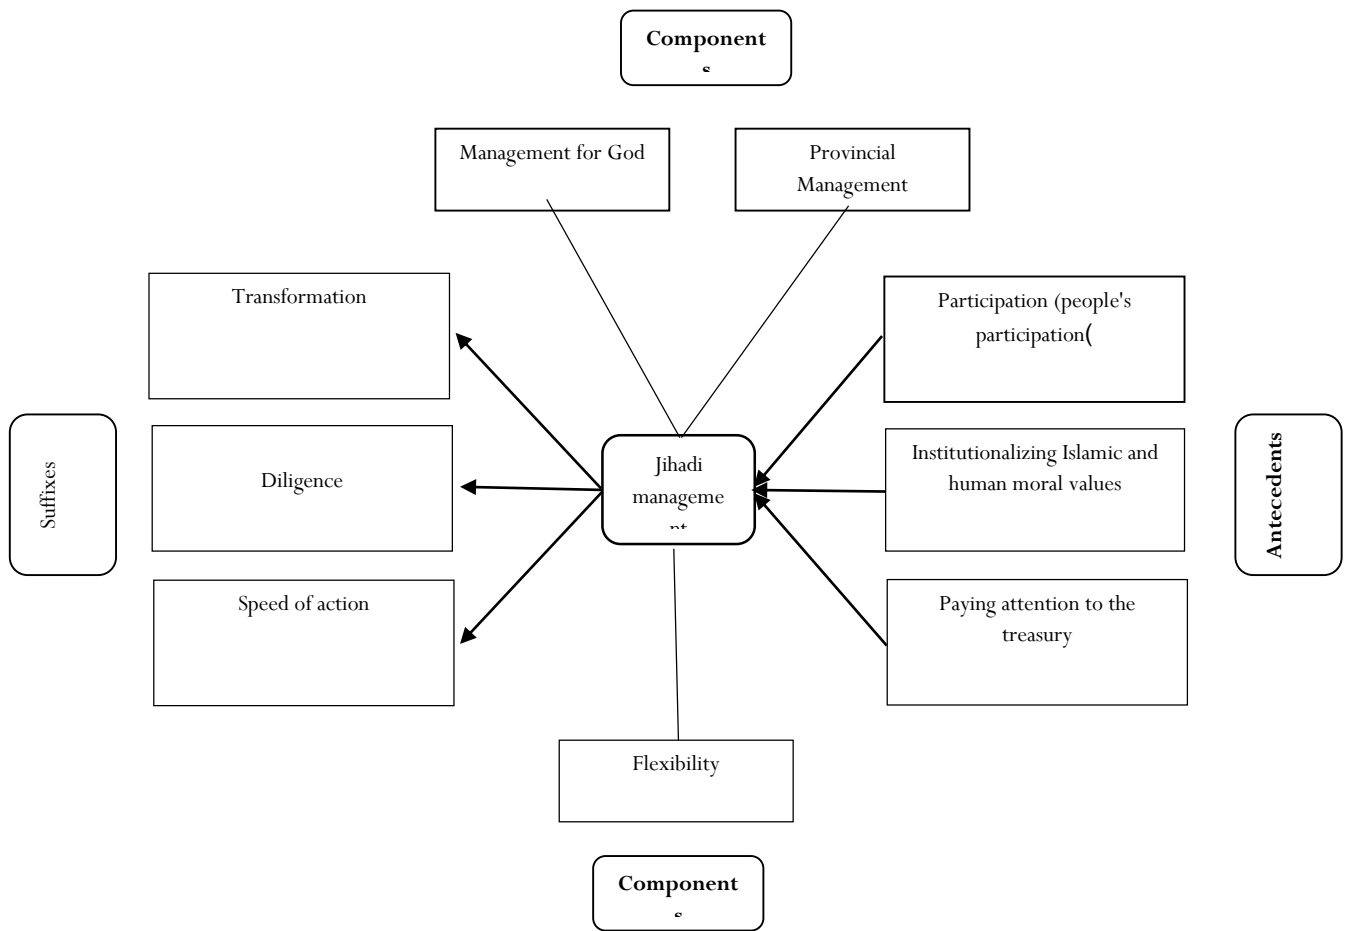 Component
s
Management for God
Provincial
Management
Transformation
Participation (people's
participation(
Suffixes
Diligence
Jihadi
manageme
nt
Institutionalizing Islamic and
human moral values
Antecedents
Speed of action
Paying attention to the
treasury
Flexibility
Component
s